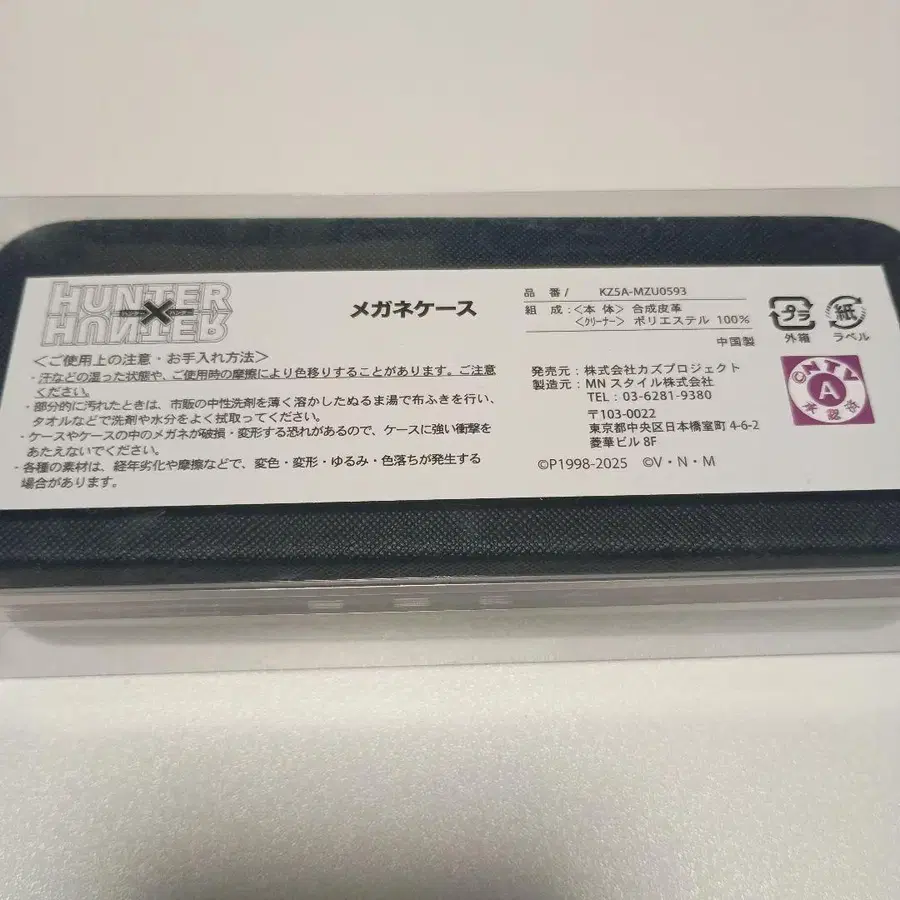 HUNTER
×
HUNTER
メガネケース
<ご使用上の注意・お手入れ方法>
・汗などの湿った状態や、ご使用時の摩擦により色移りすることがあります。ご注意
ください。
・部分的に汚れたときは、市販の中性洗剤を薄く溶かしたぬるま湯で布ふきを行い、
タオルなどで洗剤や水分をよく拭取ってください。
・ケースやケースの中のメガネが破損・変形する恐れがあるので、ケースに強い衝撃を
あたえないでください。
・各種の素材は、経年劣化や摩擦などで、変色・変形・ゆるみ・色落ちが発生する
場合があります。
品 番 / KZ5A-MZU0593
組 成:<本 体> 合成皮革
<クリーナー> ポリエステル 100%
中国製
発売元:株式会社カズプロジェクト
製造元:MN スタイル株式会社
TEL:03-6281-9380
〒103-0022
東京都中央区日本橋室町 4-6-2
菱華ビル 8F
©P1998-2025 ©V・N・M
プラ
外箱
紙
ラベル
©NTV
A
承認済